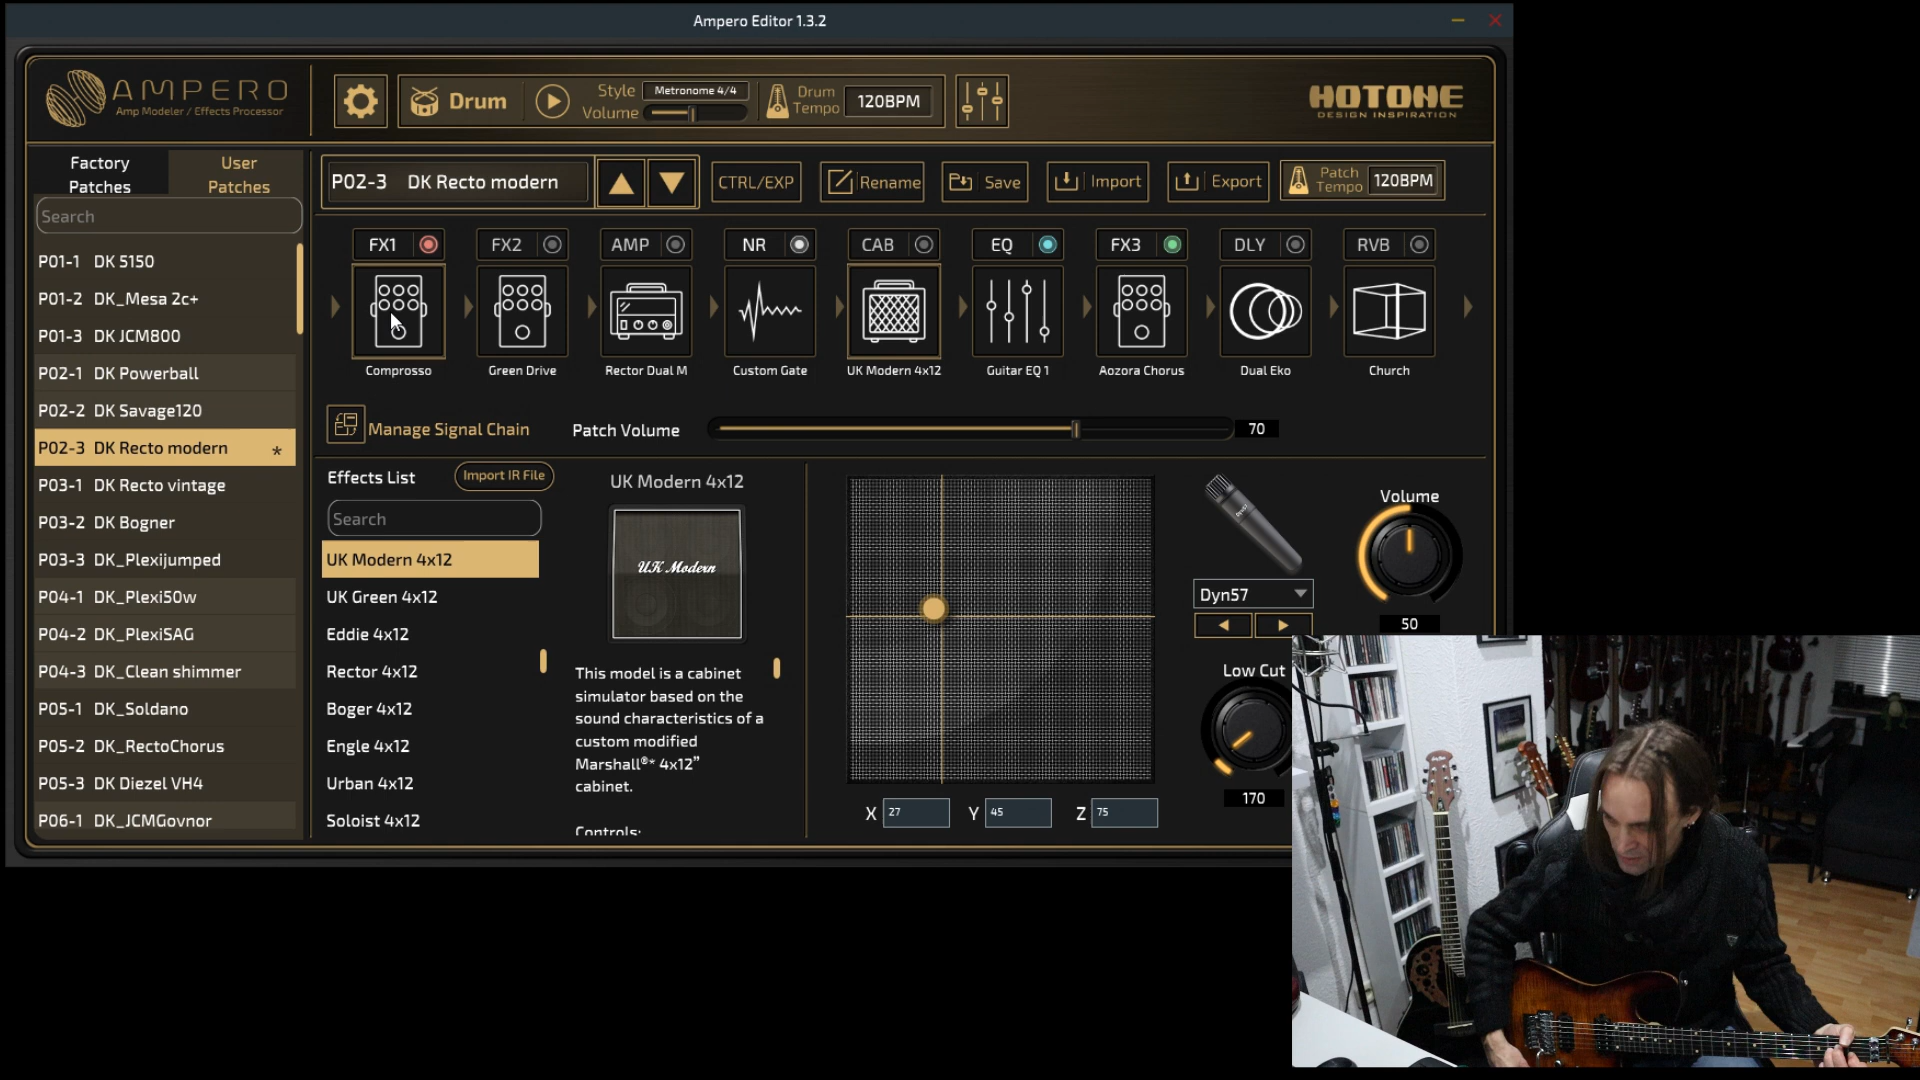 Ampero Editor 1.3.2
AMPERO
Amp Modeler / Effects Processor
Drum
Style
Metronome 4/4
Volume
Drum Tempo
120BPM
HOTONE
DESIGN INSPIRATION
Factory Patches
User Patches
Search
P02-3 DK Recto modern
CTRL/EXP
Rename
Save
Import
Export
Patch Tempo
120BPM
P01-1 DK 5150
P01-2 DK_Mesa 2c+
P01-3 DK JCM800
P02-1 DK Powerball
P02-2 DK Savage120
P02-3 DK Recto modern *
P03-1 DK Recto vintage
P03-2 DK Bogner
P03-3 DK_Plexijumped
P04-1 DK_Plexi50w
P04-2 DK_PlexiSAG
P04-3 DK_Clean shimmer
P05-1 DK_Soldano
P05-2 DK_RectoChorus
P05-3 DK Diezel VH4
P06-1 DK_JCMGovnor
FX1
FX2
AMP
NR
CAB
EQ
FX3
DLY
RVB
Comprosso
Green Drive
Rector Dual M
Custom Gate
UK Modern 4x12
Guitar EQ 1
Aozora Chorus
Dual Eko
Church
Manage Signal Chain
Patch Volume
70
Effects List
Import IR File
Search
UK Modern 4x12
UK Green 4x12
Eddie 4x12
Rector 4x12
Boger 4x12
Engle 4x12
Urban 4x12
Soloist 4x12
UK Modern 4x12
UK Modern
This model is a cabinet
simulator based on the
sound characteristics of a
custom modified
Marshall®* 4x12”
cabinet.
Controls:
X 27
Y 45
Z 75
Dyn57
Volume
50
Low Cut
170